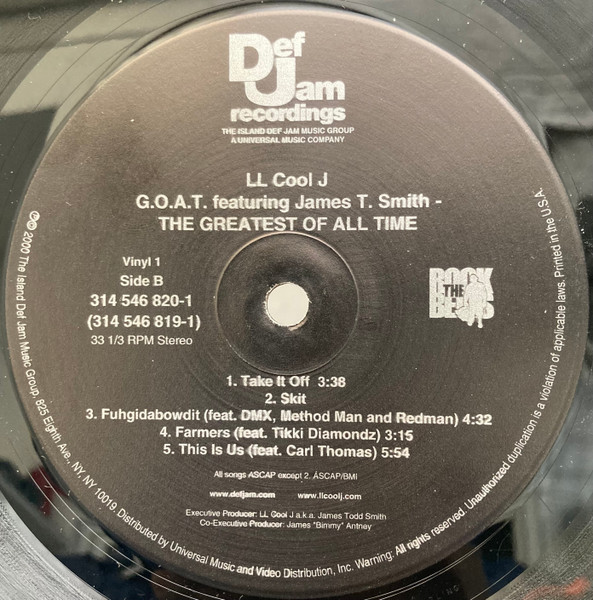 Def
Jam
recordings
THE ISLAND DEF JAM MUSIC GROUP
A UNIVERSAL MUSIC COMPANY
LL Cool J
G.O.A.T. featuring James T. Smith -
THE GREATEST OF ALL TIME
Vinyl 1
Side B
314 546 820-1
(314 546 819-1)
33 1/3 RPM Stereo
ROCK
THE
BELLS
1. Take It Off 3:38
2. Skit
3. Fuhgidabowdit (feat. DMX, Method Man and Redman) 4:32
4. Farmers (feat. Tikki Diamondz) 3:15
5. This Is Us (feat. Carl Thomas) 5:54
All songs ASCAP except 2. ASCAP/BMI
www.defjam.com www.llcoolj.com
Executive Producer: LL Cool J a.k.a. James Todd Smith
Co-Executive Producer: James "Bimmy" Antney
℗© 2000 The Island Def Jam Music Group, 825 Eighth Ave., NY, NY 10019. Distributed by Universal Music and Video Distribution, Inc. Warning: All rights reserved. Unauthorized duplication is a violation of applicable laws. Printed in the U.S.A.